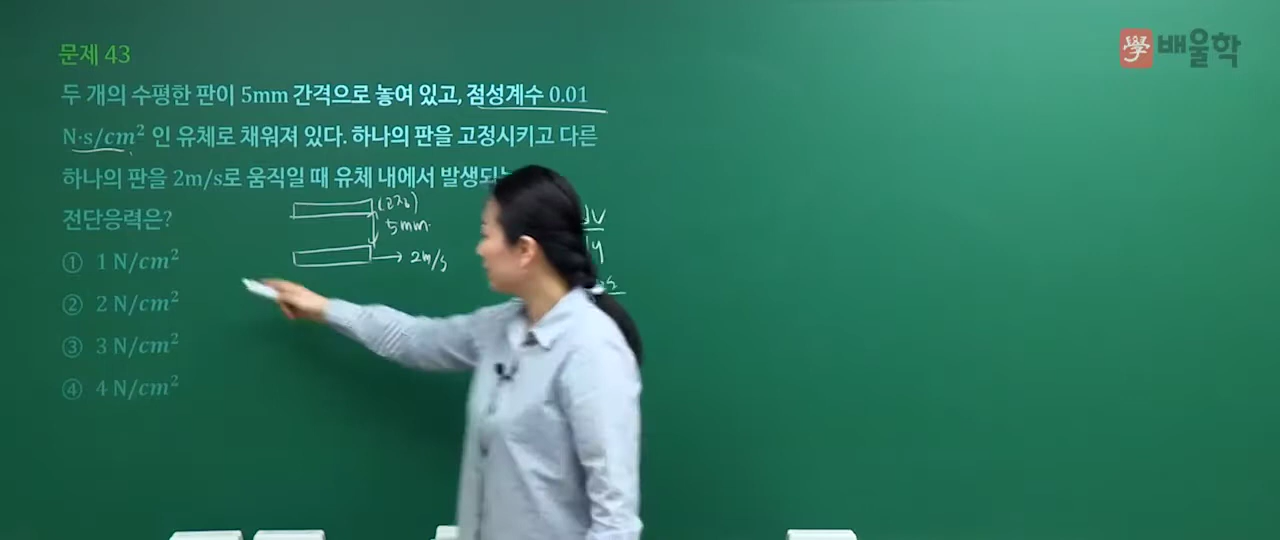 문제 43
두 개의 수평한 판이 5mm 간격으로 놓여 있고, 점성계수 0.01
N·s/cm² 인 유체로 채워져 있다. 하나의 판을 고정시키고 다른
하나의 판을 2m/s로 움직일 때 유체 내에서 발생되는
전단응력은?
① 1 N/cm²
② 2 N/cm²
③ 3 N/cm²
④ 4 N/cm²
5mm
2m/s
學 배울학